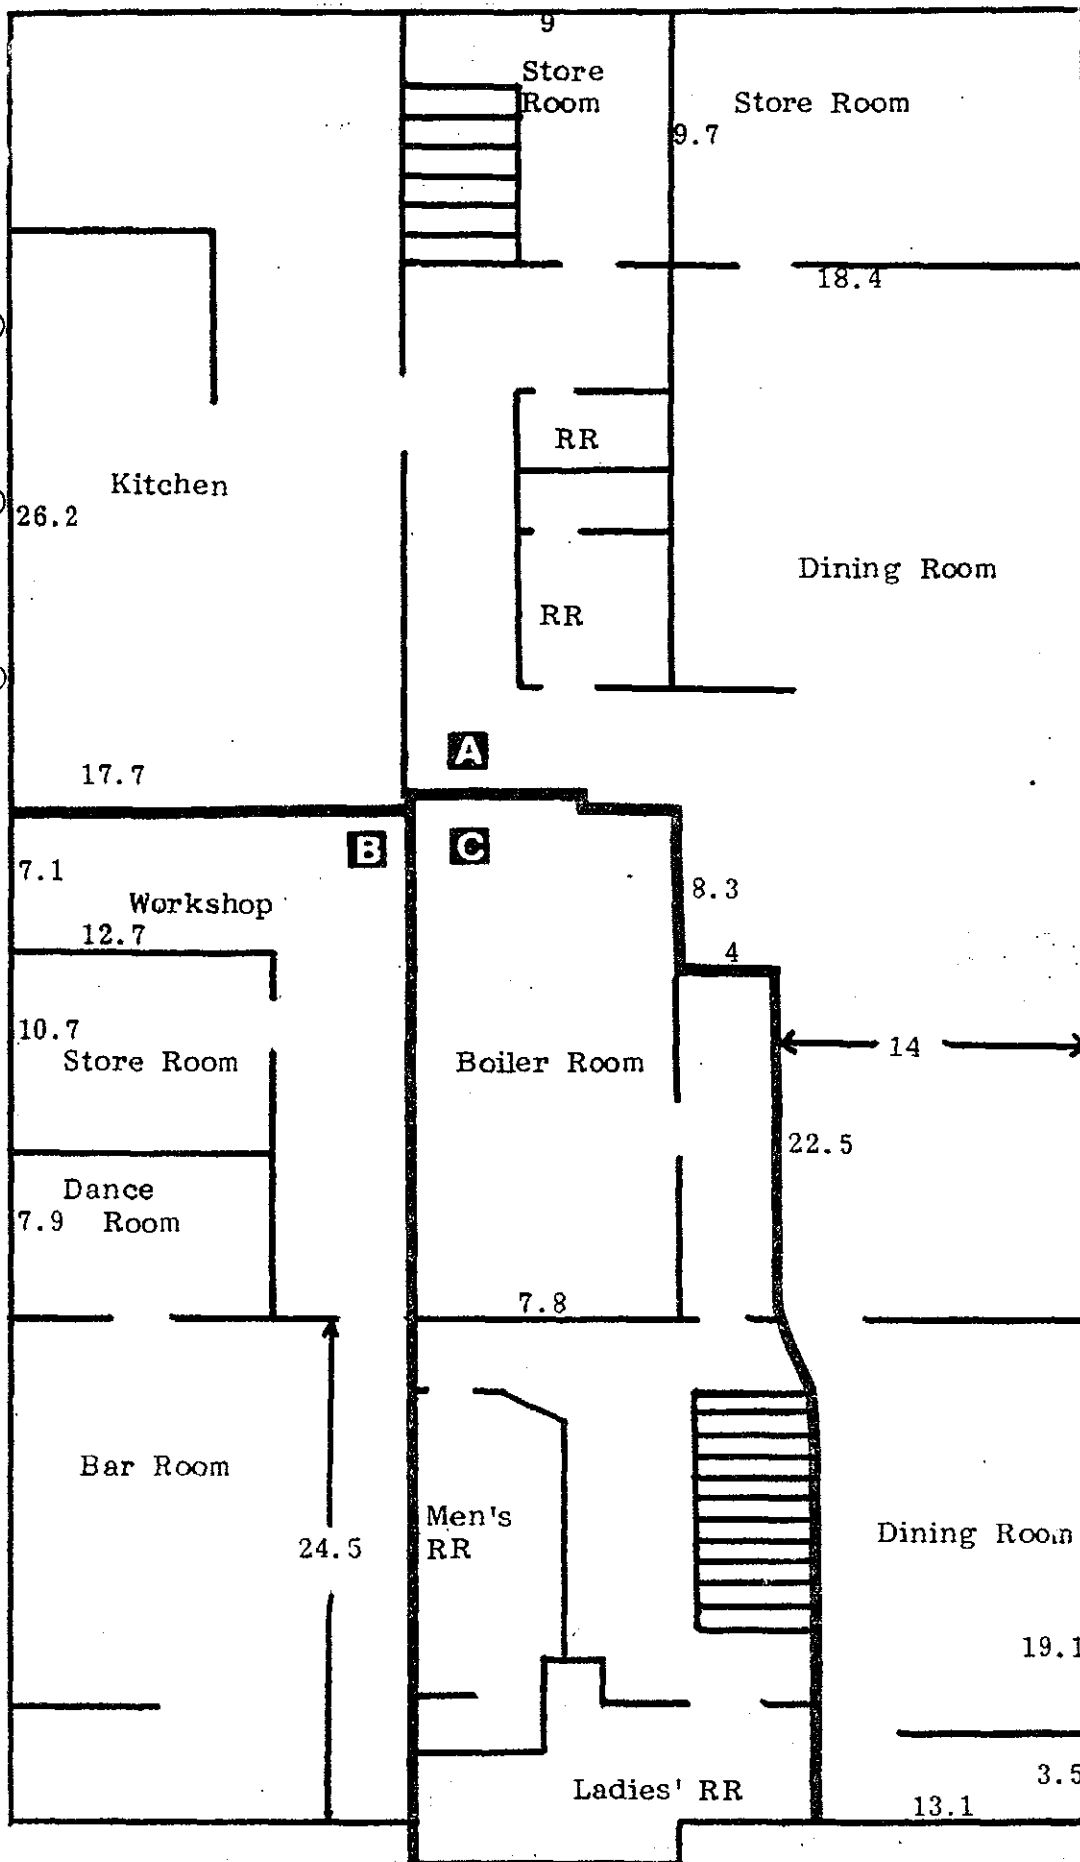 9
Store
Room
Store Room
9.7
18.4
RR
Kitchen
26.2
Dining Room
RR
A
17.7
B
C
7.1
8.3
Workshop
12.7
4
10.7
Store Room
Boiler Room
14
22.5
Dance
7.9 Room
7.8
Bar Room
Men's
RR
24.5
Dining Room
19.1
3.5
Ladies' RR
13.1